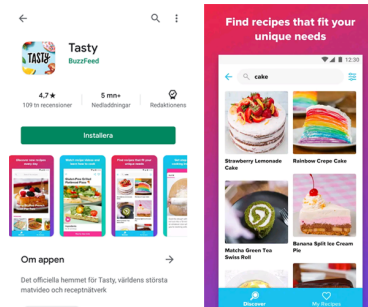 TASTY
Tasty
BuzzFeed
4,7★
109 tn recensioner
5 mn+
Nedladdningar
Redaktionens
Installera
Om appen
Det officiella hemmet för Tasty, världens största
matvideo och receptnätverk
Find recipes that fit your
unique needs
12:30
cake
Strawberry Lemonade
Cake
Rainbow Crepe Cake
Matcha Green Tea
Swiss Roll
Banana Split Ice Cream
Pie
Discover
My Recipes